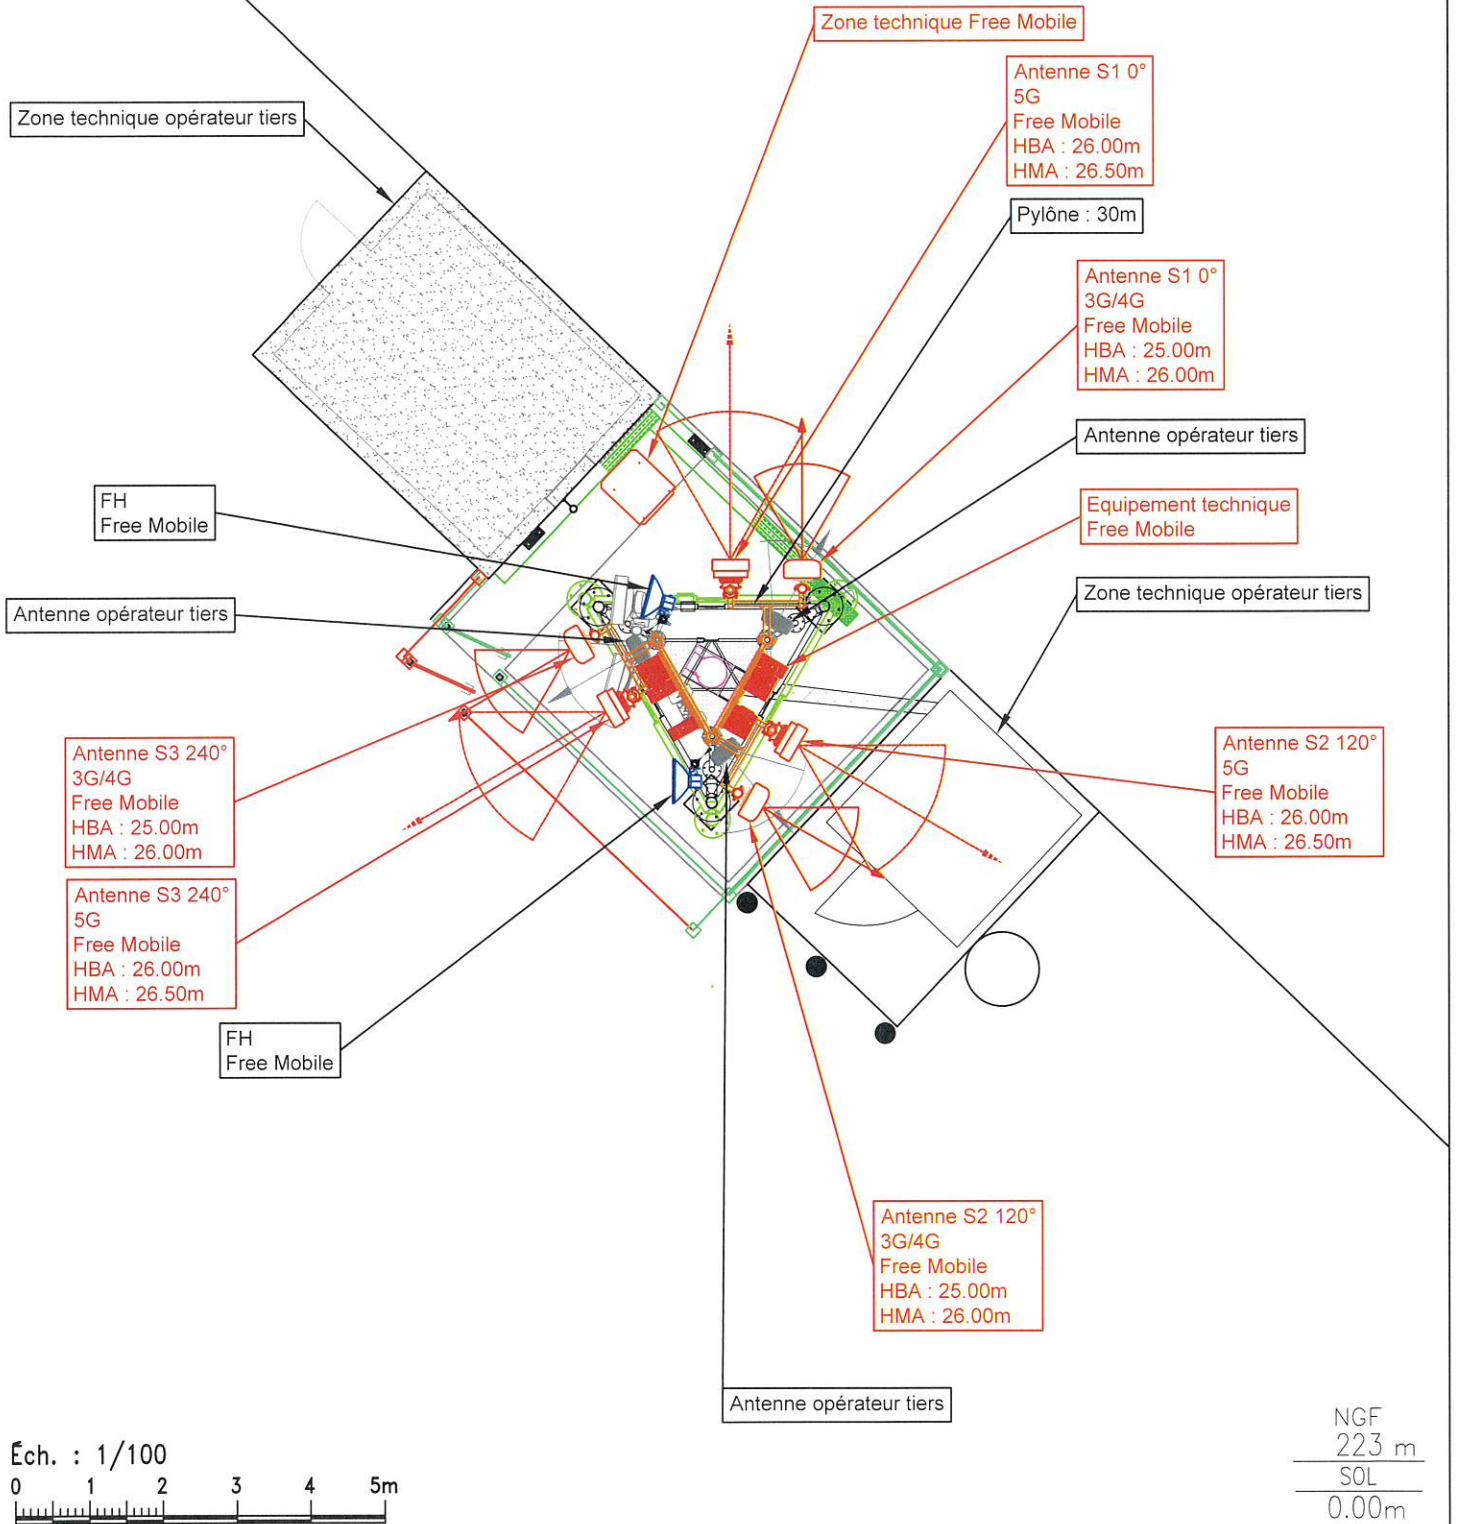 Zone technique Free Mobile
Antenne S1 0°
5G
Free Mobile
HBA : 26.00m
HMA : 26.50m
Zone technique opérateur tiers
Pylône : 30m
Antenne S1 0°
3G/4G
Free Mobile
HBA : 25.00m
HMA : 26.00m
Antenne opérateur tiers
FH
Free Mobile
Equipement technique
Free Mobile
Zone technique opérateur tiers
Antenne opérateur tiers
Antenne S3 240°
3G/4G
Free Mobile
HBA : 25.00m
HMA : 26.00m
Antenne S2 120°
5G
Free Mobile
HBA : 26.00m
HMA : 26.50m
Antenne S3 240°
5G
Free Mobile
HBA : 26.00m
HMA : 26.50m
FH
Free Mobile
Antenne S2 120°
3G/4G
Free Mobile
HBA : 25.00m
HMA : 26.00m
Antenne opérateur tiers
NGF
223 m
SOL
0.00m
Éch. : 1/100
0 1 2 3 4 5m